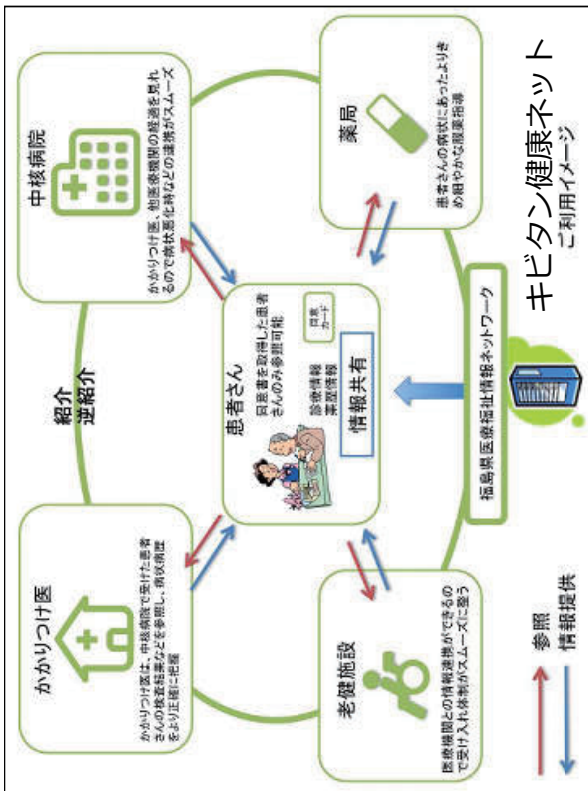 かかりつけ医
かかりつけ医は、中核病院で受けた患者
さんの検査結果などを参照し、病状病歴
をより正確に把握
紹介
逆紹介
中核病院
かかりつけ医、他医療機関の経過を見れ
るので病状悪化時などの連携がスムーズ
患者さん
同意書を取得した患者
さんのみ参照可能
診療情報
薬歴情報
同意
カード
情報共有
老健施設
医療機関との情報連携ができるの
で受け入れ体制がスムーズに整う
薬局
患者さんの病状にあったよりき
め細やかな服薬指導
福島県医療福祉情報ネットワーク
参照
情報提供
キビタン健康ネット
ご利用イメージ